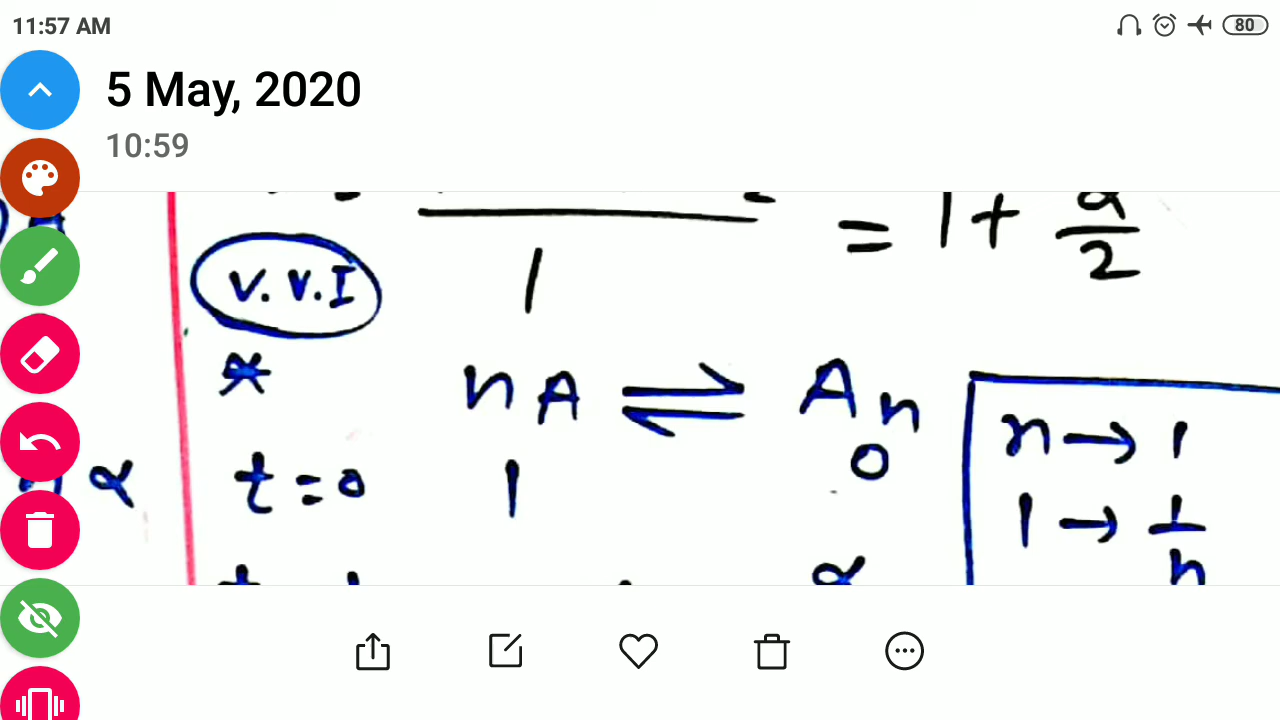 11:57 AM
80
5 May, 2020
10:59
= 1 + α/2
1
V.V.I
* nA ⇌ An
n → 1
α t = 0 1 0
1 → 1/n
α